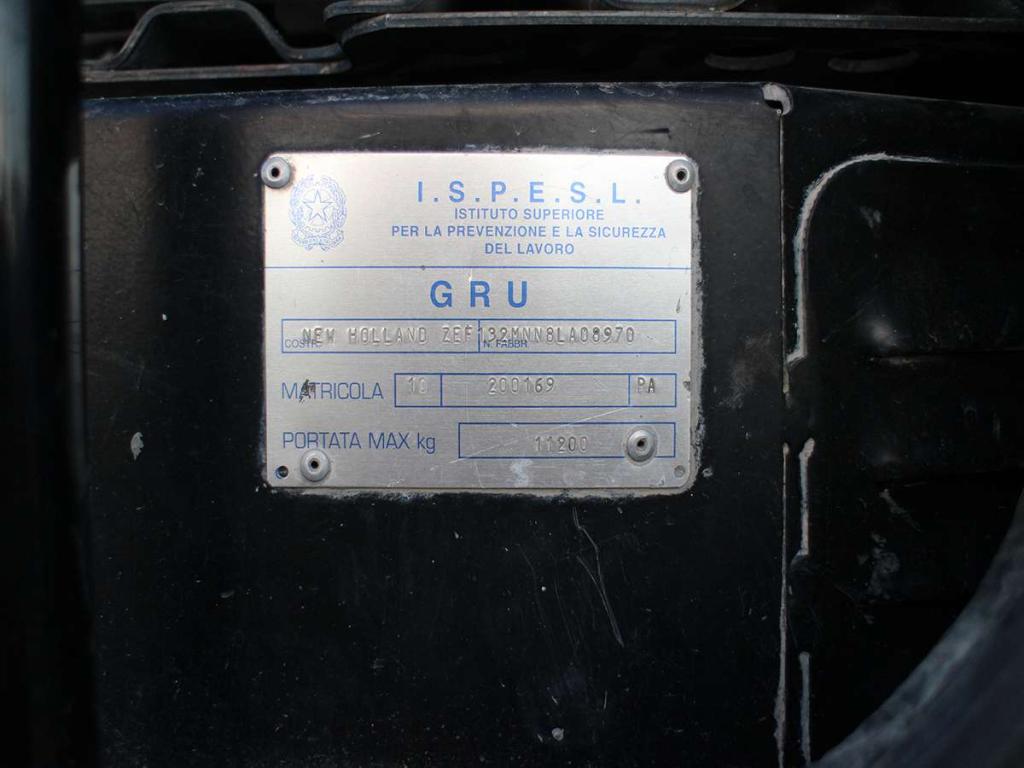 I.S.P.E.S.L.
ISTITUTO SUPERIORE
PER LA PREVENZIONE E LA SICUREZZA
DEL LAVORO
GRU
NEW HOLLAND ZEF132MNN8LA08970
COSTR. N. FABBR.
MATRICOLA 10 200169 PA
PORTATA MAX kg 11200